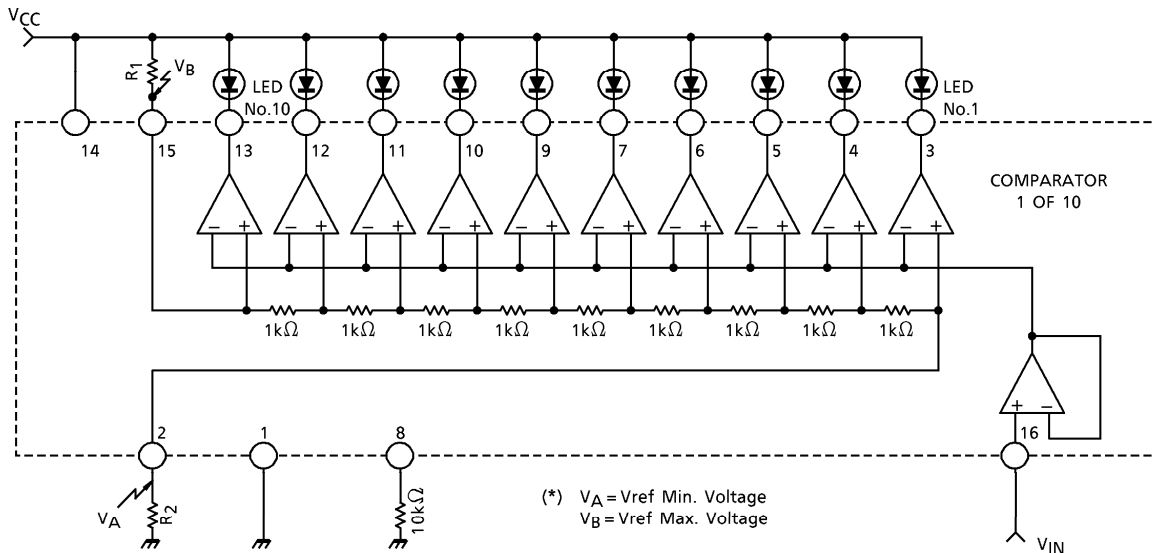 VCC
R1
VB
LED
No.10
LED
No.1
14
15
13
12
11
10
9
7
6
5
4
3
COMPARATOR
1 OF 10
− +
− +
− +
− +
− +
− +
− +
− +
− +
− +
1kΩ
1kΩ
1kΩ
1kΩ
1kΩ
1kΩ
1kΩ
1kΩ
1kΩ
+ −
2
1
8
16
VA
R2
10kΩ
(*) VA = Vref Min. Voltage
VB = Vref Max. Voltage
VIN